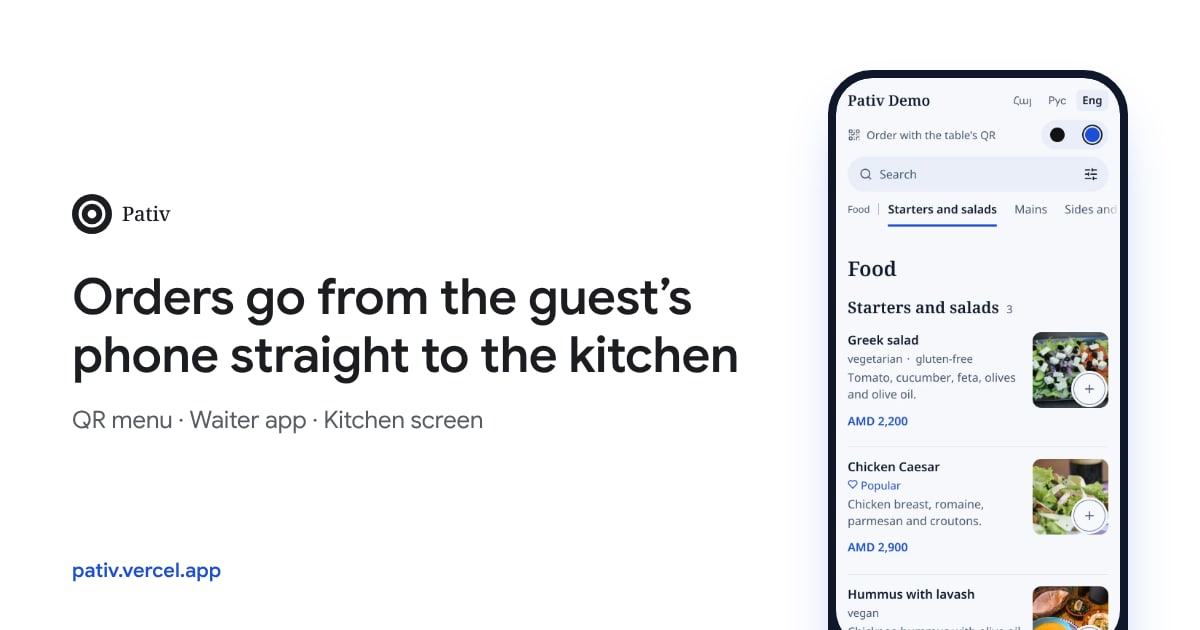 Pativ
Orders go from the guest’s
phone straight to the kitchen
QR menu · Waiter app · Kitchen screen
pativ.vercel.app
Pativ Demo
Հայ Рус Eng
Order with the table's QR
Search
Food Starters and salads Mains Sides and
Food
Starters and salads 3
Greek salad
vegetarian · gluten-free
Tomato, cucumber, feta, olives
and olive oil.
AMD 2,200
Chicken Caesar
Popular
Chicken breast, romaine,
parmesan and croutons.
AMD 2,900
Hummus with lavash
vegan